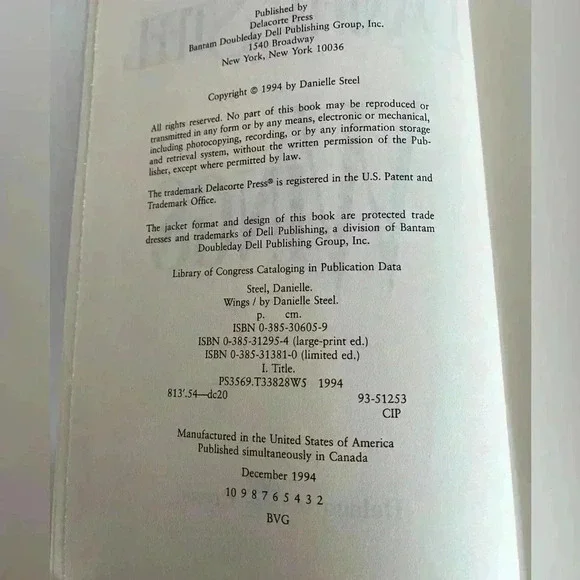 Published by
Delacorte Press
Bantam Doubleday Dell Publishing Group, Inc.
1540 Broadway
New York, New York 10036
Copyright © 1994 by Danielle Steel
All rights reserved. No part of this book may be reproduced or
transmitted in any form or by any means, electronic or mechanical,
including photocopying, recording, or by any information storage
and retrieval system, without the written permission of the Pub-
lisher, except where permitted by law.
The trademark Delacorte Press® is registered in the U.S. Patent and
Trademark Office.
The jacket format and design of this book are protected trade
dresses and trademarks of Dell Publishing, a division of Bantam
Doubleday Dell Publishing Group, Inc.
Library of Congress Cataloging in Publication Data
Steel, Danielle.
Wings / by Danielle Steel.
p. cm.
ISBN 0-385-30605-9
ISBN 0-385-31295-4 (large-print ed.)
ISBN 0-385-31381-0 (limited ed.)
I. Title.
PS3569.T33828W5 1994
813'.54—dc20 93-51253
CIP
Manufactured in the United States of America
Published simultaneously in Canada
December 1994
10 9 8 7 6 5 4 3 2
BVG